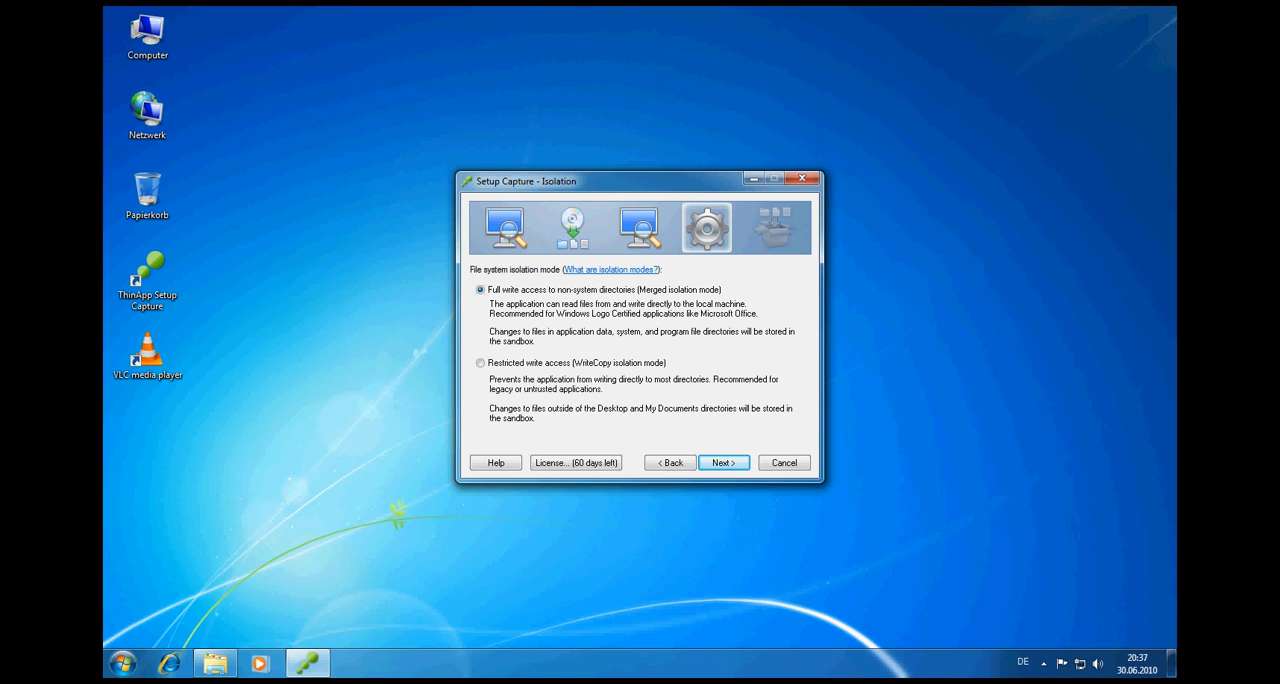 Computer
Netzwerk
Papierkorb
ThinApp Setup
Capture
VLC media player
Setup Capture - Isolation
File system isolation mode (What are isolation modes?):
Full write access to non-system directories (Merged isolation mode)
The application can read files from and write directly to the local machine.
Recommended for Windows Logo Certified applications like Microsoft Office.
Changes to files in application data, system, and program file directories will be stored in
the sandbox.
Restricted write access (WriteCopy isolation mode)
Prevents the application from writing directly to most directories. Recommended for
legacy or untrusted applications.
Changes to files outside of the Desktop and My Documents directories will be stored in
the sandbox.
Help
License... (60 days left)
< Back
Next >
Cancel
DE
20:37
30.06.2010